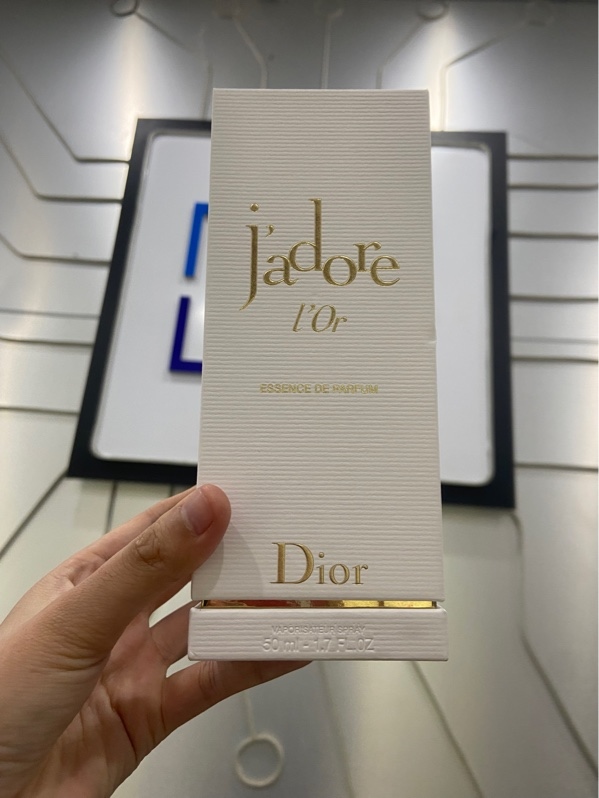 j'adore
l'Or
ESSENCE DE PARFUM
Dior
VAPORISATEUR SPRAY
50 ml - 1.7 FL.OZ